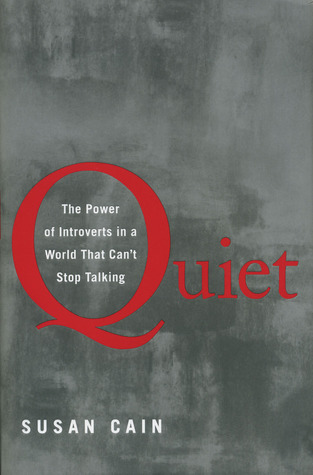 Quiet
The Power
of Introverts in a
World That Can't
Stop Talking
SUSAN CAIN